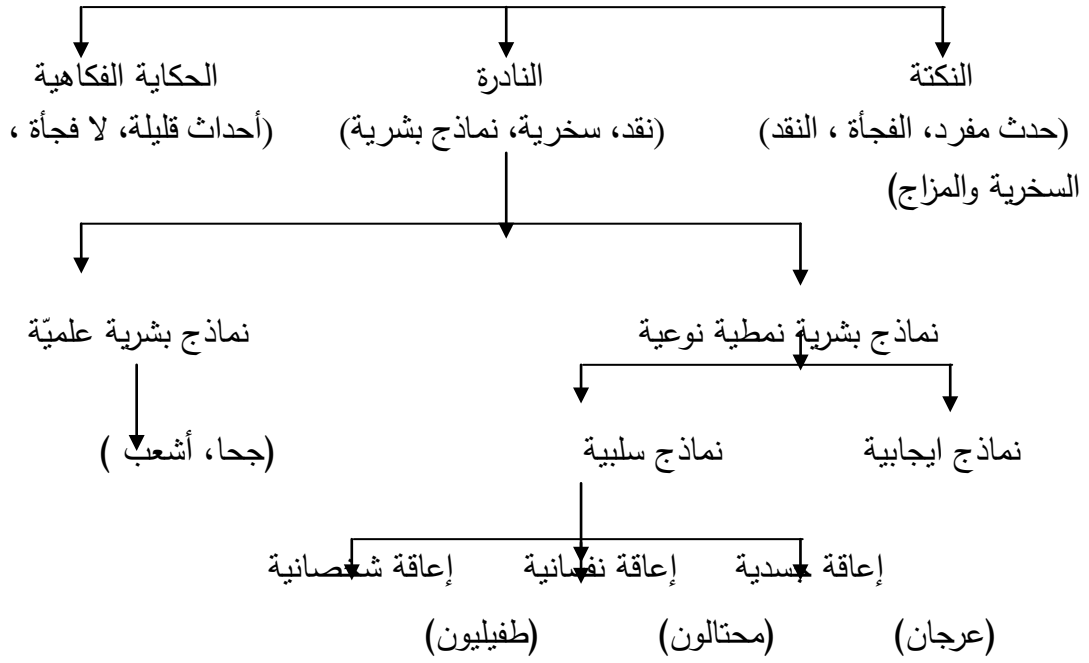 النكتة النادرة الحكاية الفكاهية
(حدث مفرد، الفجأة ، النقد) (نقد، سخرية، نماذج بشرية) (أحداث قليلة، لا فجأة ،
السخرية والمزاج)
نماذج بشرية نمطية نوعية نماذج بشرية علميّة
نماذج ايجابية نماذج سلبية (جحا، أشعب )
إعاقة جسدية إعاقة نفسانية إعاقة شخصانية
(عرجان) (محتالون) (طفيليون)